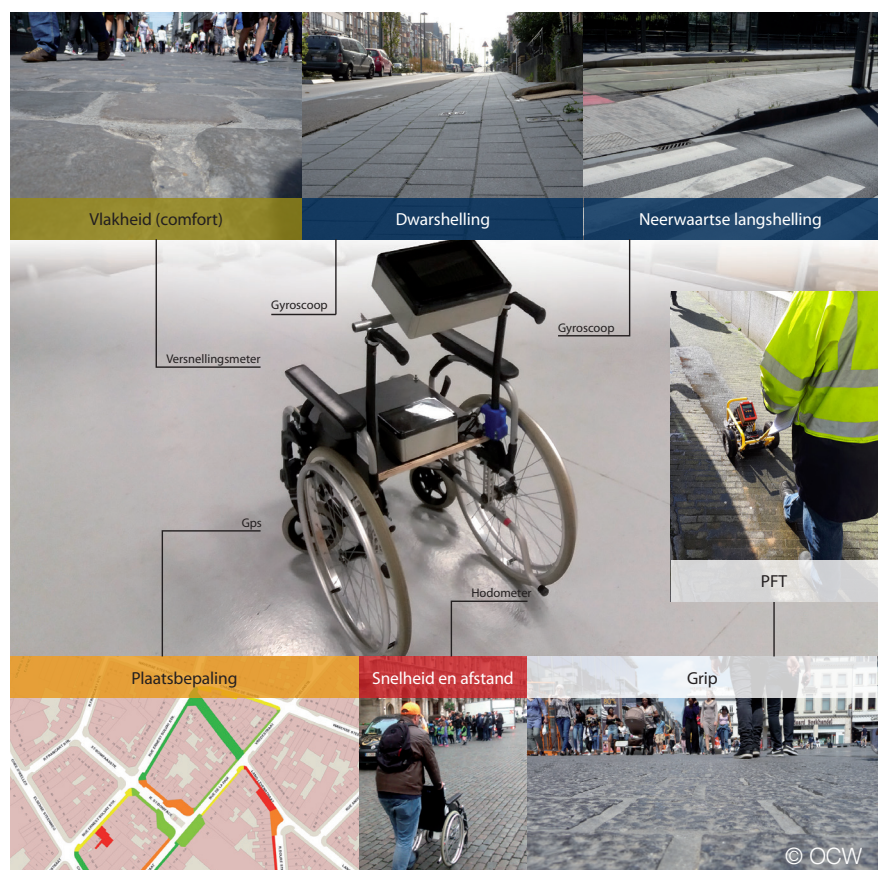 Vlakheid (comfort)
Dwarshelling
Neerwaartse langshelling
Gyroscoop
Gyroscoop
Versnellingsmeter
Gps
Hodometer
PFT
Plaatsbepaling
Snelheid en afstand
Grip
© OCW